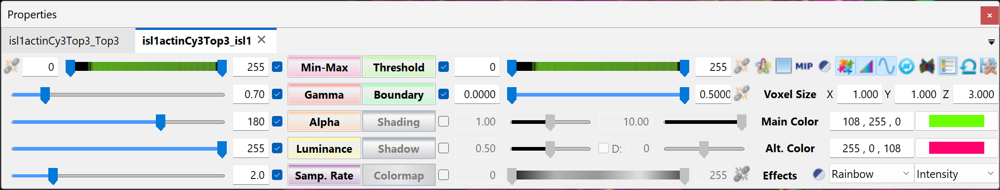 Properties
isl1actinCy3Top3_Top3 isl1actinCy3Top3_isl1
0 255 Min-Max Threshold 0 255 MIP
0.70 Gamma Boundary 0.0000 0.5000 Voxel Size X 1.000 Y 1.000 Z 3.000
180 Alpha Shading 1.00 10.00 Main Color 108 , 255 , 0
255 Luminance Shadow 0.50 D: 0 Alt. Color 255 , 0 , 108
2.0 Samp. Rate Colormap 0 255 Effects Rainbow Intensity